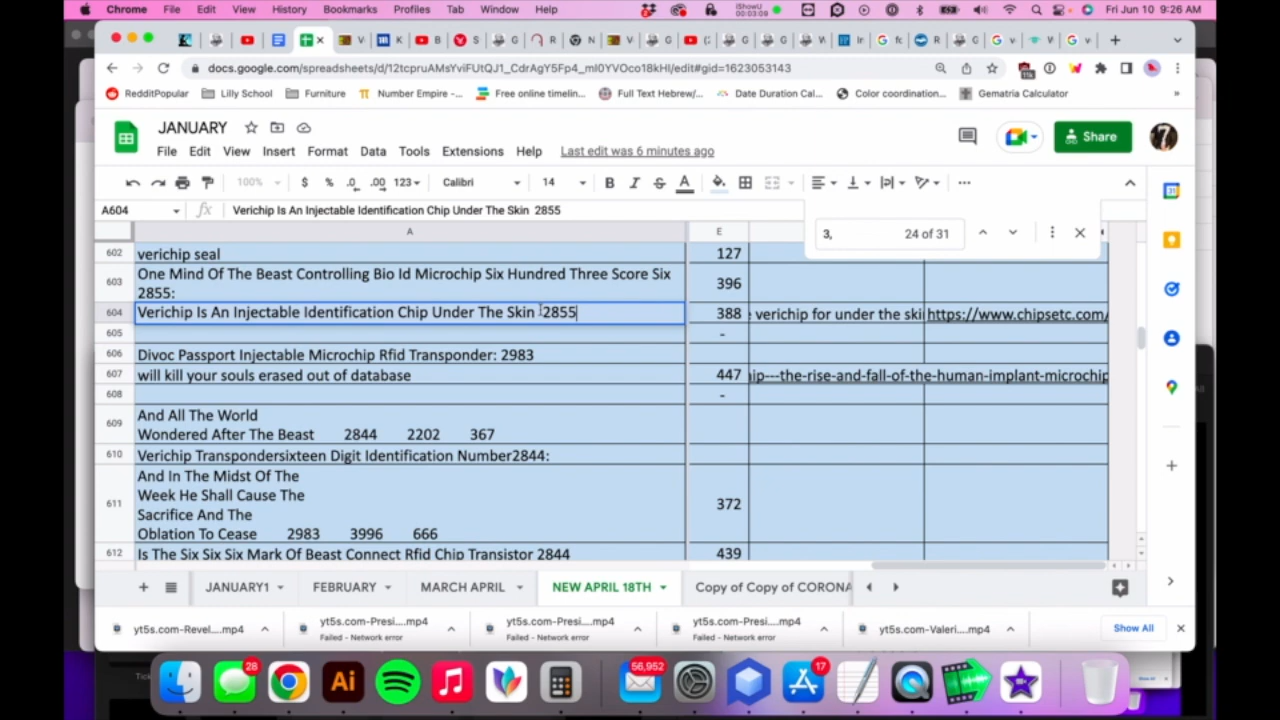 Chrome File Edit View History Bookmarks Profiles Tab Window Help
iShowU
00:03:09
Fri Jun 10 9:26 AM
docs.google.com/spreadsheets/d/12tcpruAMsYviFUtQJ1_CdrAgY5Fp4_mI0YVOco18kHI/edit#gid=1623053143
RedditPopular Lilly School Furniture Number Empire -... Free online timelin... Full Text Hebrew/... Date Duration Cal... Color coordination... Gematria Calculator »
JANUARY
File Edit View Insert Format Data Tools Extensions Help Last edit was 6 minutes ago
Share
100% $ % .0 .00 123 Calibri 14 B I S A
A604 fx Verichip Is An Injectable Identification Chip Under The Skin 2855
3, 24 of 31
A E
602 verichip seal 127
603 One Mind Of The Beast Controlling Bio Id Microchip Six Hundred Three Score Six
2855: 396
604 Verichip Is An Injectable Identification Chip Under The Skin 2855 388 verichip for under the ski https://www.chipsetc.com/
605 -
606 Divoc Passport Injectable Microchip Rfid Transponder: 2983
607 will kill your souls erased out of database 447 ip---the-rise-and-fall-of-the-human-implant-microchip
608 -
609 And All The World
Wondered After The Beast 2844 2202 367
610 Verichip Transpondersixteen Digit Identification Number2844:
611 And In The Midst Of The
Week He Shall Cause The
Sacrifice And The
Oblation To Cease 2983 3996 666 372
612 Is The Six Six Six Mark Of Beast Connect Rfid Chip Transistor 2844 439
JANUARY1 FEBRUARY MARCH APRIL NEW APRIL 18TH Copy of Copy of CORONA
yt5s.com-Revel....mp4
yt5s.com-Presi....mp4
Failed - Network error
yt5s.com-Presi....mp4
Failed - Network error
yt5s.com-Presi....mp4
Failed - Network error
yt5s.com-Valeri....mp4
Show All
28 Ai 56,952 17